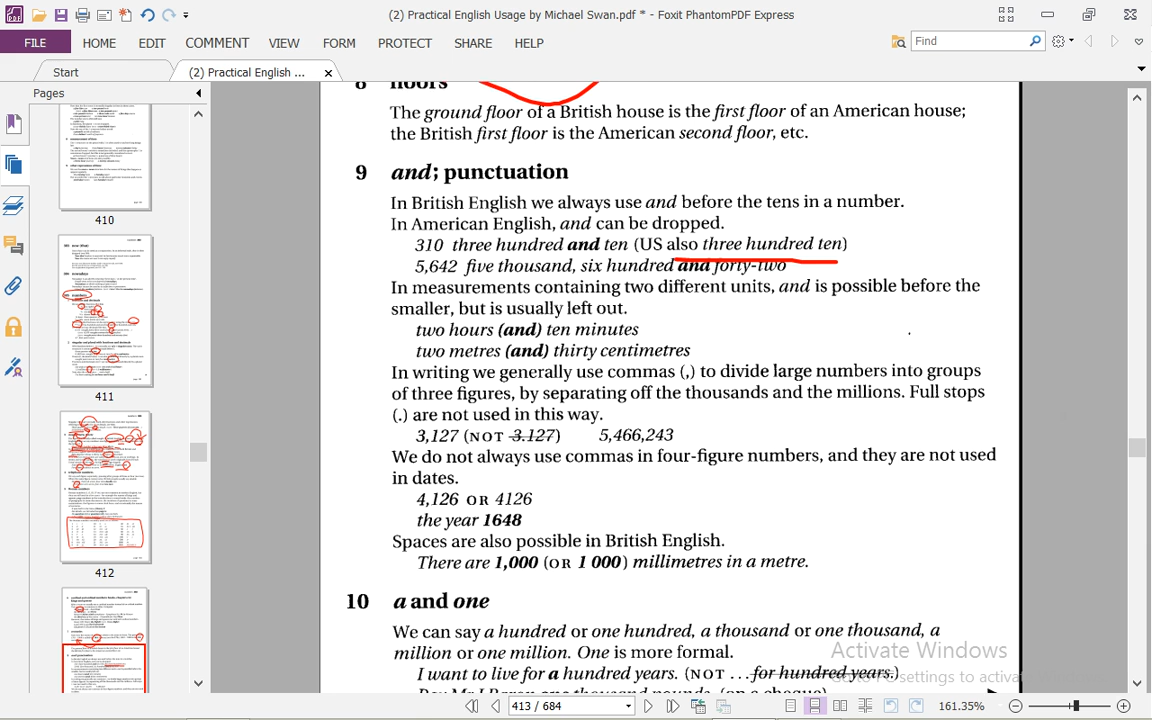 (2) Practical English Usage by Michael Swan.pdf * - Foxit PhantomPDF Express
FILE HOME EDIT COMMENT VIEW FORM PROTECT SHARE HELP Find
Start (2) Practical English ... ×
Pages
410
411
412
8 floors
The ground floor of a British house is the first floor of an American house;
the British first floor is the American second floor, etc.
9 and; punctuation
In British English we always use and before the tens in a number.
In American English, and can be dropped.
310 three hundred and ten (US also three hundred ten)
5,642 five thousand, six hundred and forty-two
In measurements containing two different units, and is possible before the
smaller, but is usually left out.
two hours (and) ten minutes
two metres (and) thirty centimetres
In writing we generally use commas (,) to divide large numbers into groups
of three figures, by separating off the thousands and the millions. Full stops
(.) are not used in this way.
3,127 (NOT 3.127) 5,466,243
We do not always use commas in four-figure numbers, and they are not used
in dates.
4,126 OR 4126
the year 1648
Spaces are also possible in British English.
There are 1,000 (OR 1 000) millimetres in a metre.
10 a and one
We can say a hundred or one hundred, a thousand or one thousand, a
million or one million. One is more formal.
I want to live for a hundred years. (NOT ... for hundred years.)
Activate Windows
413 / 684 161.35%